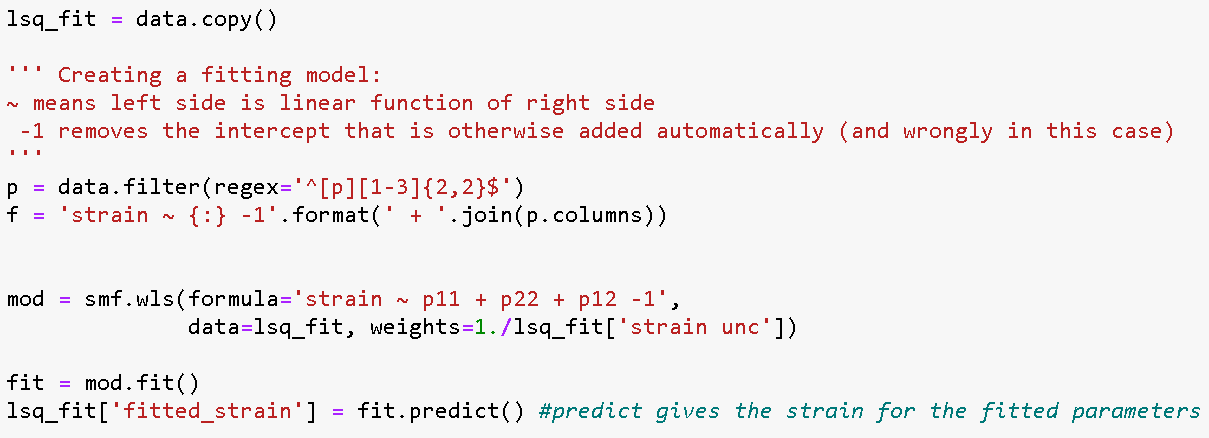 lsq_fit = data.copy()
''' Creating a fitting model:
~ means left side is linear function of right side
-1 removes the intercept that is otherwise added automatically (and wrongly in this case)
'''
p = data.filter(regex='^[p][1-3]{2,2}$')
f = 'strain ~ {:} -1'.format(' + '.join(p.columns))
mod = smf.wls(formula='strain ~ p11 + p22 + p12 -1',
data=lsq_fit, weights=1./lsq_fit['strain unc'])
fit = mod.fit()
lsq_fit['fitted_strain'] = fit.predict() #predict gives the strain for the fitted parameters